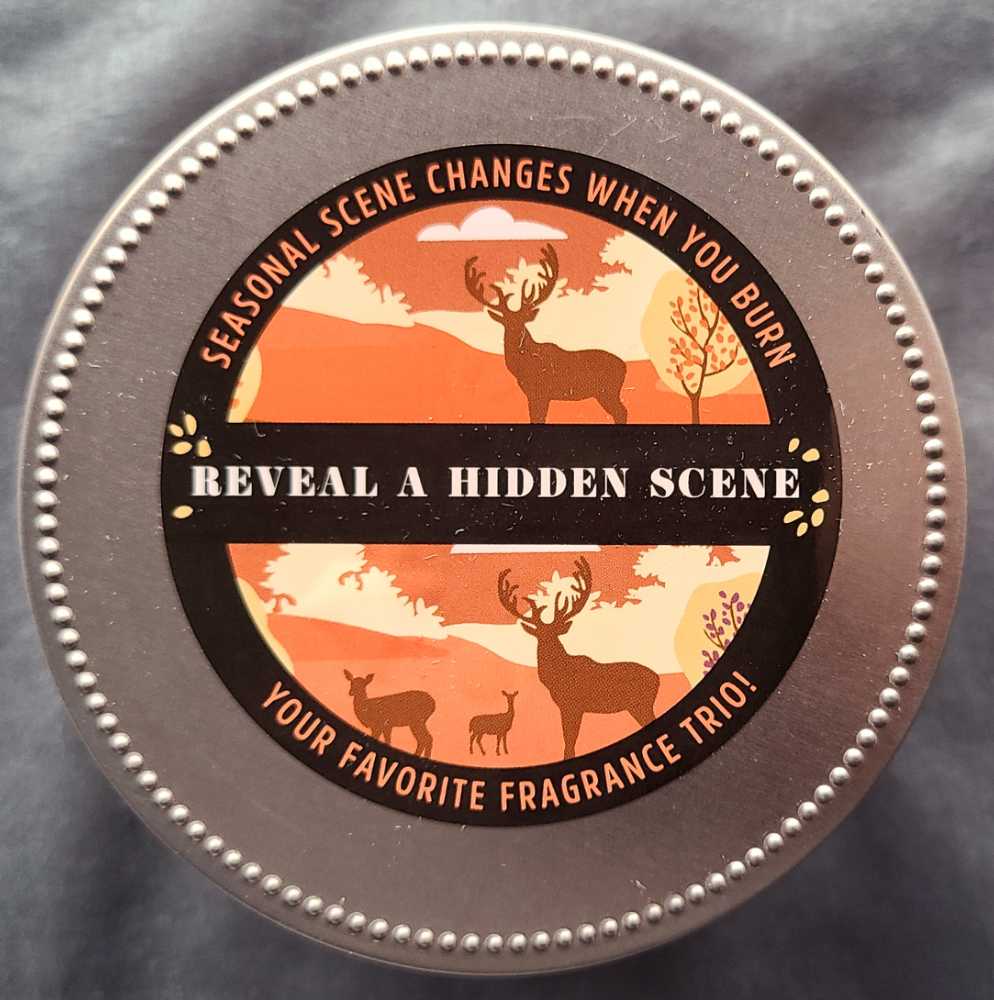 SEASONAL SCENE CHANGES WHEN YOU BURN
REVEAL A HIDDEN SCENE
YOUR FAVORITE FRAGRANCE TRIO!